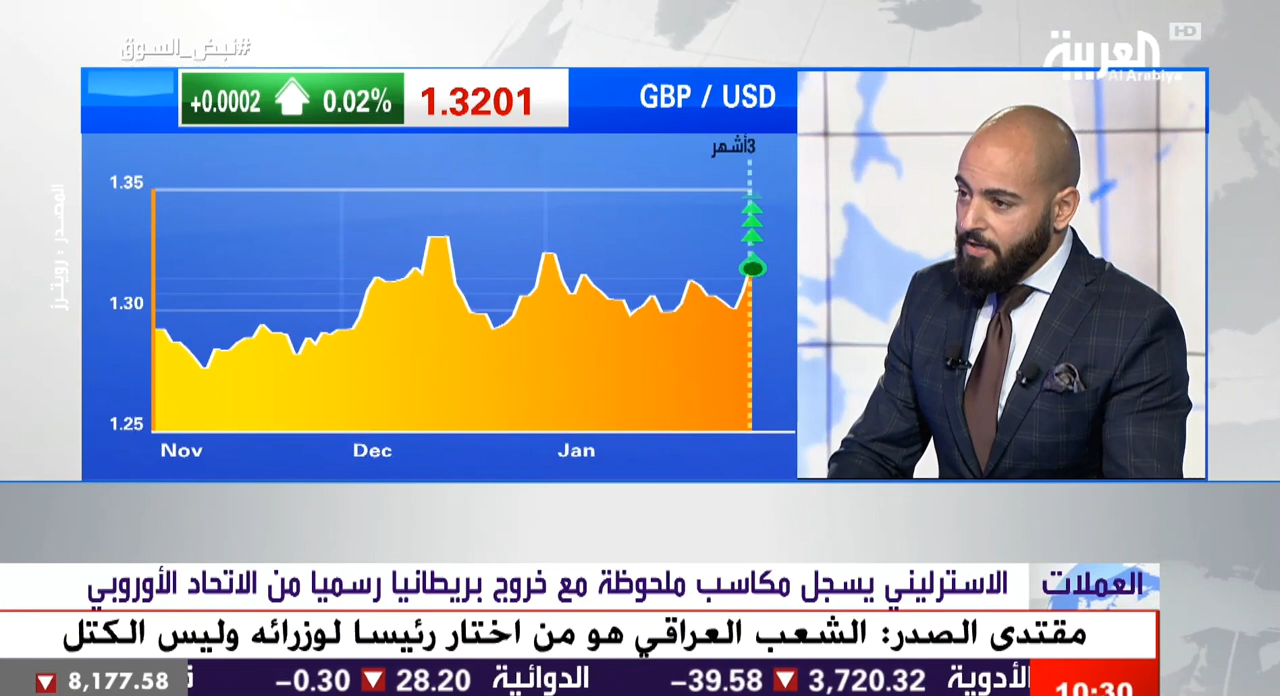 #نبض_السوق
العربية HD
Al Arabiya
+0.0002 0.02% 1.3201 GBP / USD
3أشهر
المصدر : رويترز
1.35
1.30
1.25
Nov Dec Jan
العملات الاسترليني يسجل مكاسب ملحوظة مع خروج بريطانيا رسميا من الاتحاد الأوروبي
مقتدى الصدر: الشعب العراقي هو من اختار رئيسا لوزرائه وليس الكتل
الأدوية 3,720.32 −39.58 الدوائية 28.20 −0.30 8,177.58
10:30